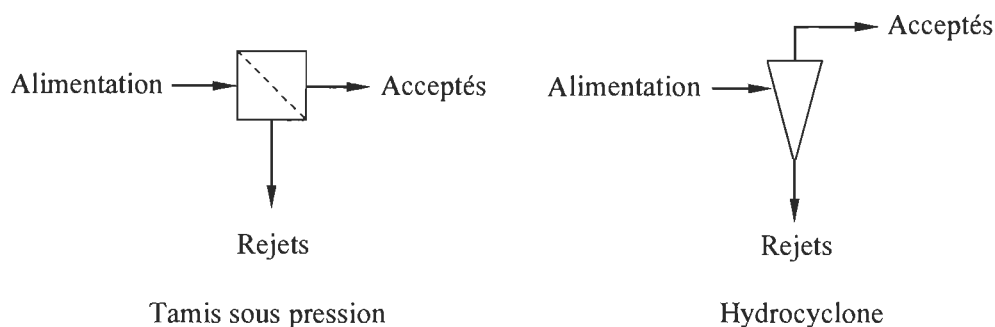 Alimentation
Acceptés
Rejets
Tamis sous pression
Acceptés
Alimentation
Rejets
Hydrocyclone